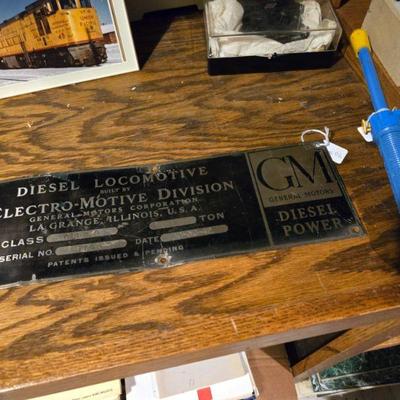 DIESEL LOCOMOTIVE
BUILT BY
ELECTRO-MOTIVE DIVISION
GENERAL MOTORS CORPORATION
LA GRANGE, ILLINOIS, U.S.A.
CLASS TON
SERIAL NO. DATE
PATENTS ISSUED & PENDING
GM
GENERAL MOTORS
DIESEL
POWER